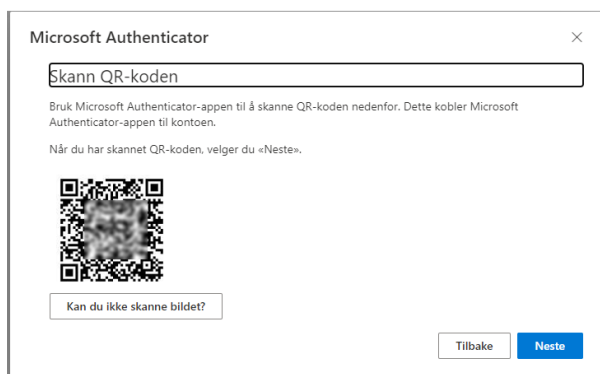 Microsoft Authenticator
Skann QR-koden
Bruk Microsoft Authenticator-appen til å skanne QR-koden nedenfor. Dette kobler Microsoft
Authenticator-appen til kontoen.
Når du har skannet QR-koden, velger du «Neste».
Kan du ikke skanne bildet?
Tilbake
Neste